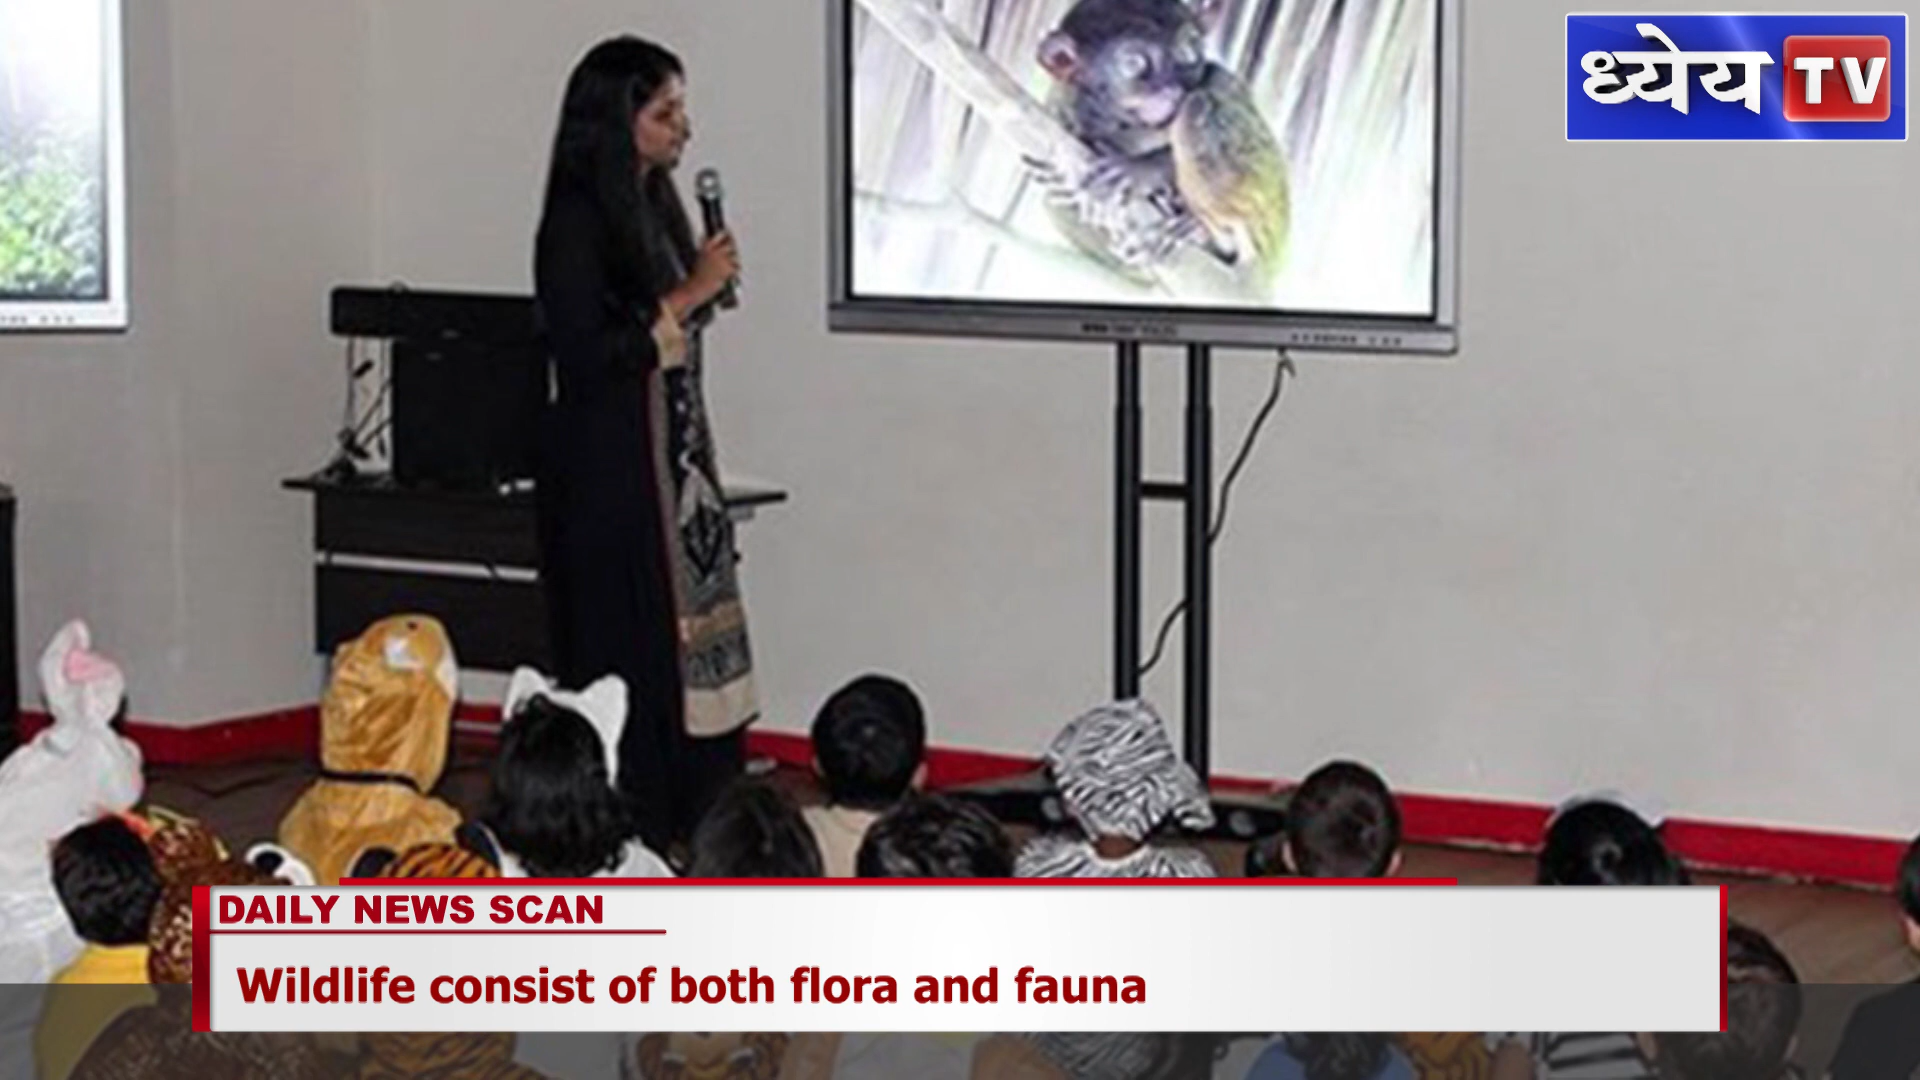 ध्येय TV
DAILY NEWS SCAN
Wildlife consist of both flora and fauna